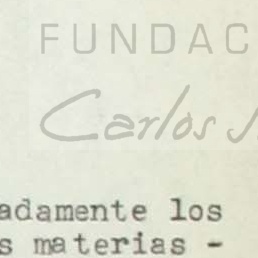 FUNDAC
Carlos S.
adamente los
s materias -